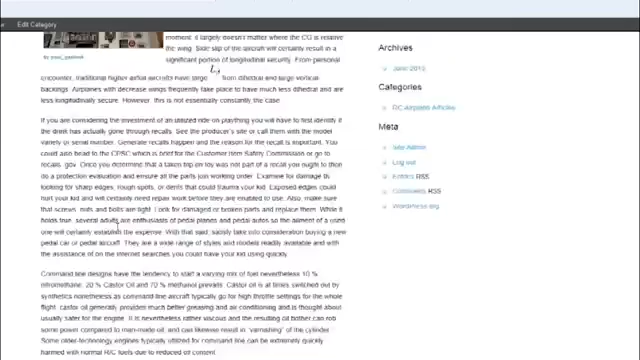 Edit Category
moment, it largely doesn't matter where the CG is relative
the wing. Side slip of the aircraft will certainly result in a
significant portion of longitudinal security. From personal
encounter, traditional higher airfoil aircrafts have large from dihedral and large vertical
backings. Airplanes with decrease wings frequently take to have much less dihedral and are
less longitudinally secure. However, this is not essentially constantly the case
If you are considering the investment of an utilized ride-on plaything you will have to first identify if
the drink has actually gone through recalls. See the producer's site or call them with the model
variety or serial number. Generate recalls happen and the reason for the recall is important. You
could also bead to the CPSC which is brief for the Customer Item Safety Commission or go to
recalls .gov. Once you determined that a taken trip in toy was not part of a recall you ought to then
do a protection evaluation and ensure all the parts join working order. Examine for damage by
looking for sharp edges, rough spots, or dents that could trauma your kid. Exposed edges could
hurt your kid and will certainly need repair work before they are enabled to use. Also, make sure
that screws, nuts and bolts are tight. Look for damaged or broken parts and replace them. While it
holds true, several adults are enthusiasts of pedal planes and pedal autos so the ailment of a used
one will certainly establish the expense. With that said, satisfy take into consideration buying a new
pedal car or pedal aircraft. They are a wide range of styles and models readily available and with
the assistance of on the internet searches you could have your kid using quickly.
Command line designs have the tendency to start a varying mix of fuel nevertheless 10 %
nitromethane, 20 % Castor Oil and 70 % methanol prevails. Castor oil is at times switched out by
synthetics nonetheless as command line aircraft typically go for high throttle settings for the whole
flight, castor oil generally provides much better greasing and air conditioning and is thought about
usually safer for the engine. It is nevertheless rather viscous and the resulting oil bother can rob
some power compared to man-made oil, and can likewise result in "varnishing" of the cylinder.
Some older-technology engines typically utilized for command line can be extremely quickly
harmed with normal R/C fuels due to reduced oil content
Archives
June 2013
Categories
RC Airplane Articles
Meta
Site Admin
Log out
Entries RSS
Comments RSS
WordPress.org